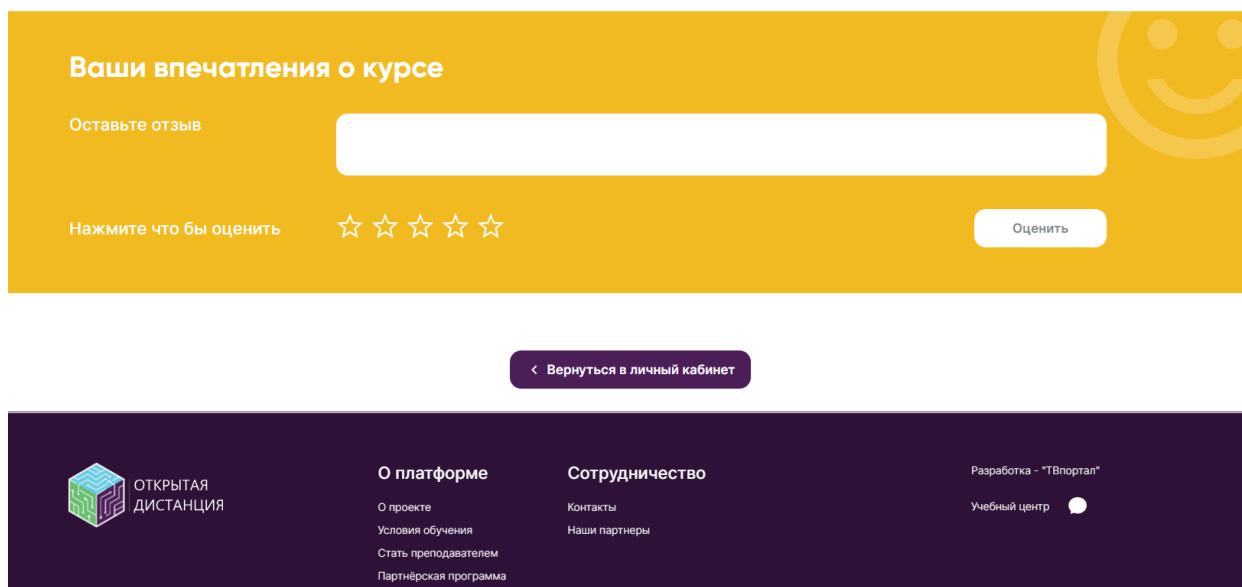 Ваши впечатления о курсе
Оставьте отзыв
Нажмите что бы оценить
Оценить
Вернуться в личный кабинет
ОТКРЫТАЯ
ДИСТАНЦИЯ
О платформе
О проекте
Условия обучения
Стать преподавателем
Партнёрская программа
Сотрудничество
Контакты
Наши партнеры
Разработка - "ТВпортал"
Учебный центр